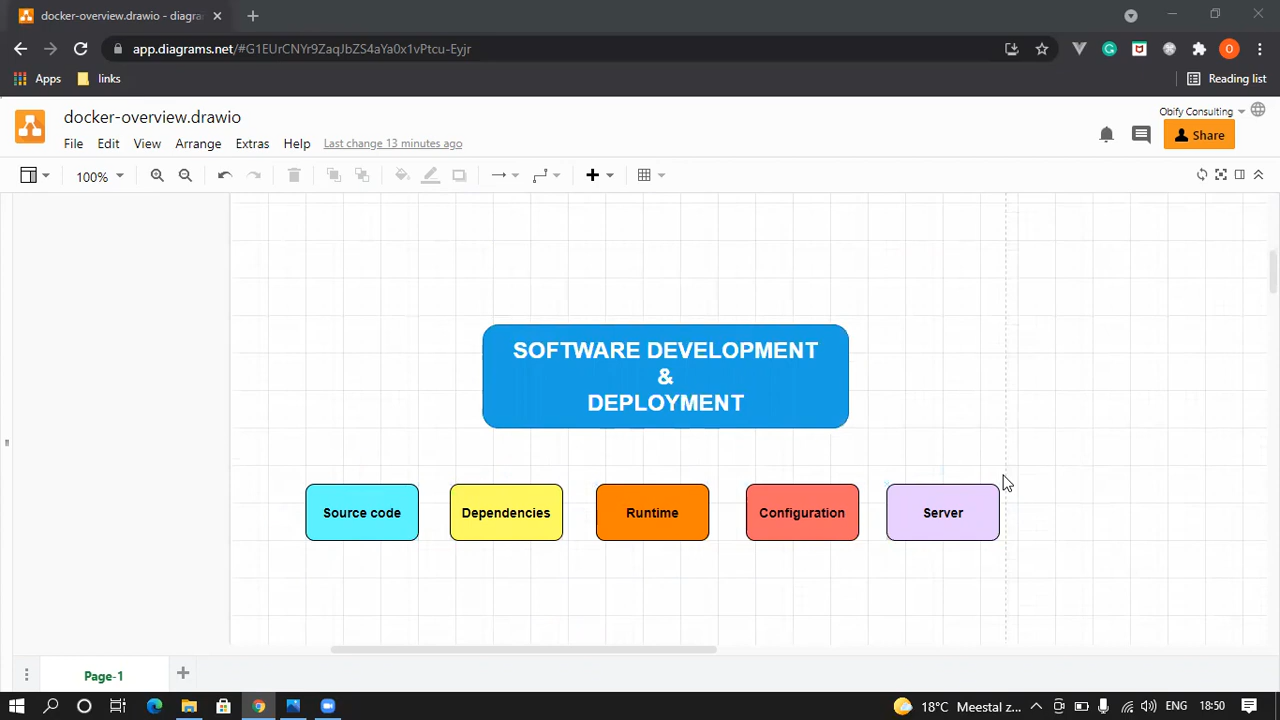 docker-overview.drawio - diagra
app.diagrams.net/#G1EUrCNYr9ZaqJbZS4aYa0x1vPtcu-Eyjr
O
Apps
links
Reading list
docker-overview.drawio
Obify Consulting
File
Edit
View
Arrange
Extras
Help
Last change 13 minutes ago
Share
100%
SOFTWARE DEVELOPMENT
&
DEPLOYMENT
Source code
Dependencies
Runtime
Configuration
Server
Page-1
18°C Meestal z...
ENG
18:50